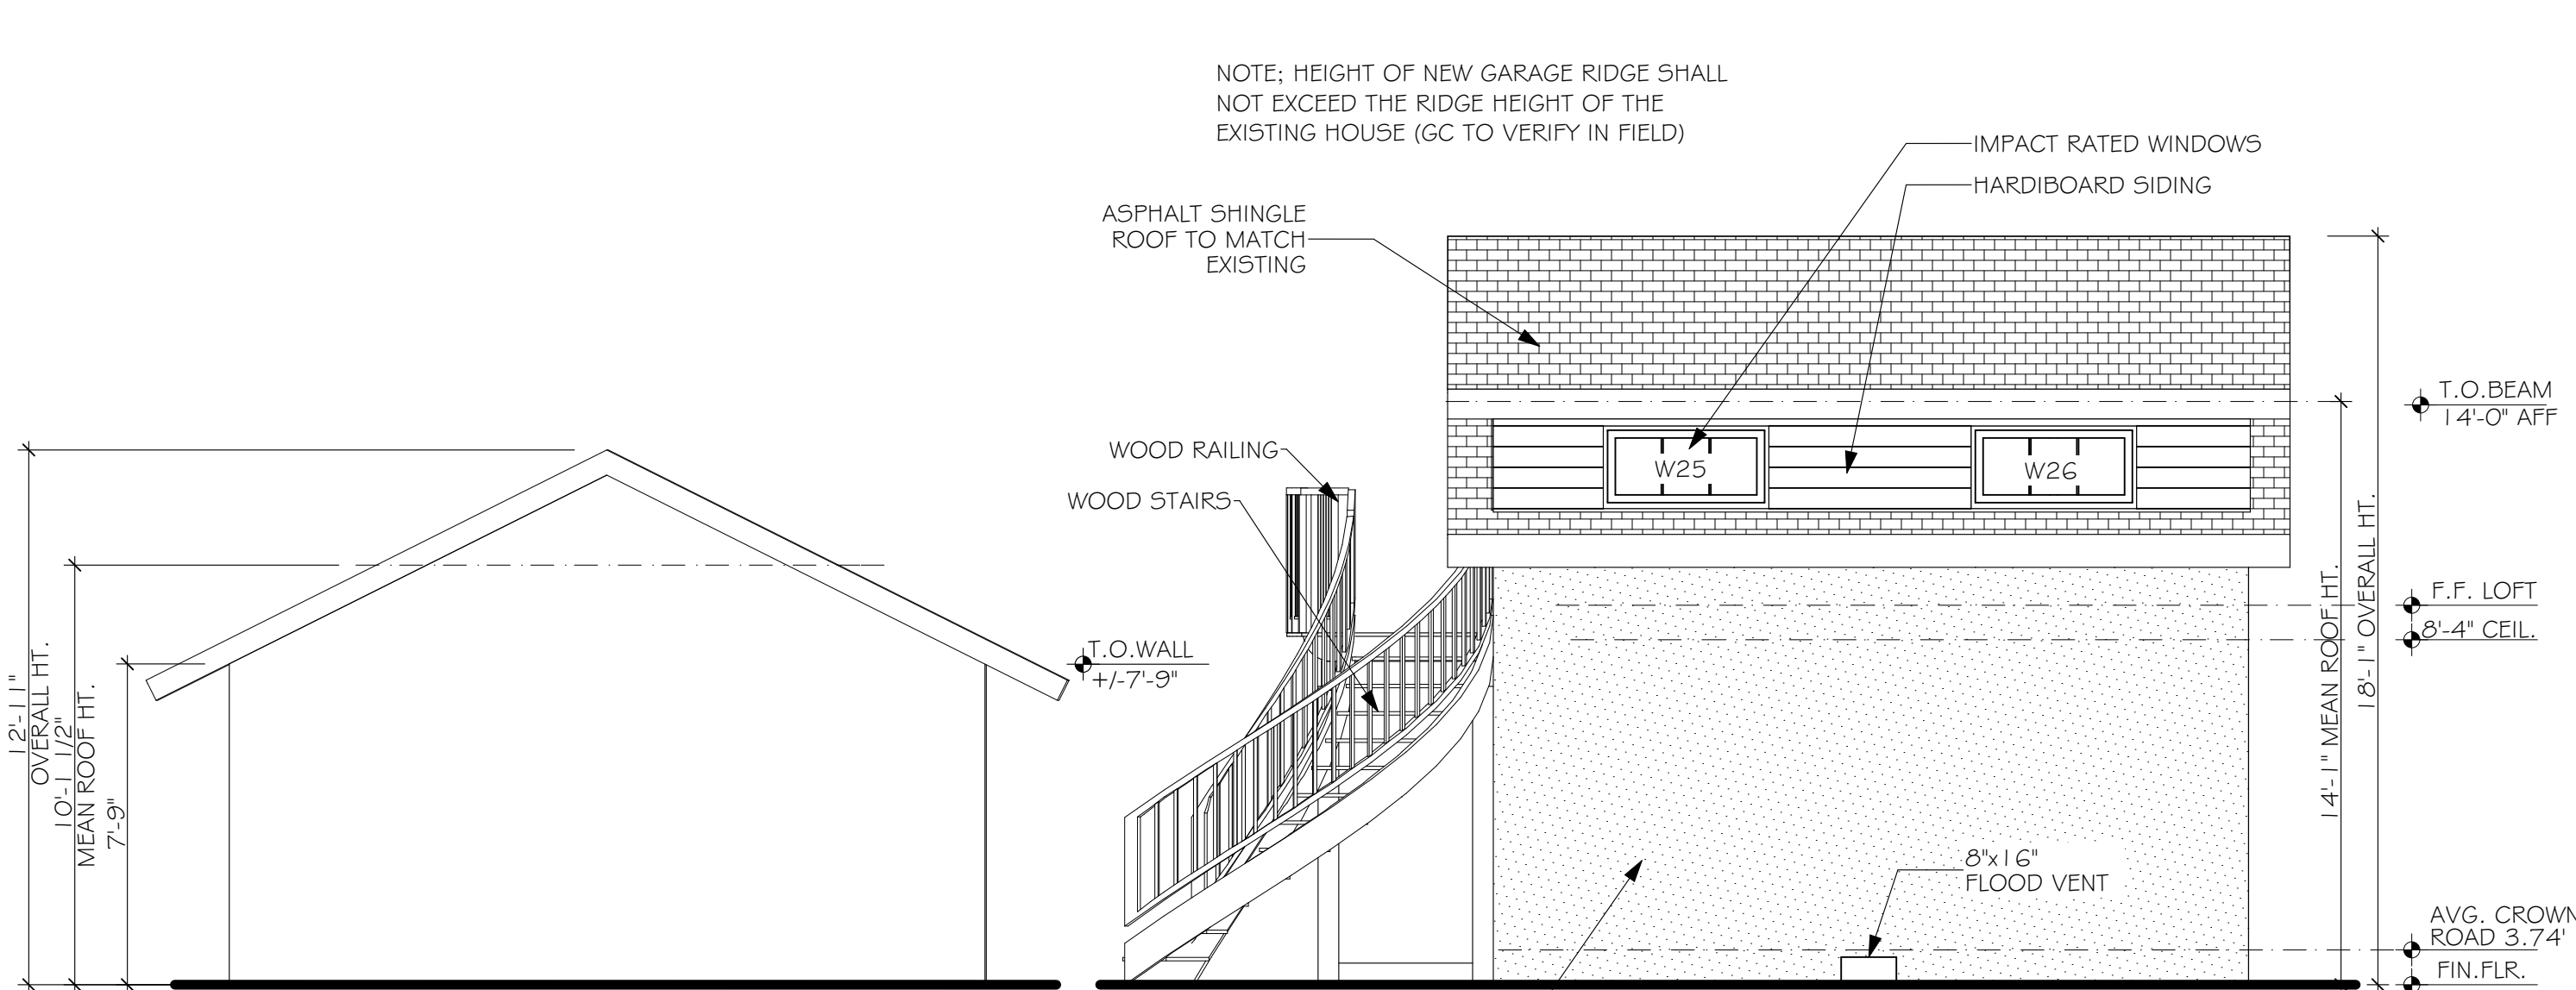 NOTE; HEIGHT OF NEW GARAGE RIDGE SHALL
NOT EXCEED THE RIDGE HEIGHT OF THE
EXISTING HOUSE (GC TO VERIFY IN FIELD)
IMPACT RATED WINDOWS
HARDIBOARD SIDING
ASPHALT SHINGLE
ROOF TO MATCH
EXISTING
WOOD RAILING
WOOD STAIRS
W25
W26
T.O.BEAM
14'-0" AFF
F.F. LOFT
8'-4" CEIL.
18'-1" OVERALL HT.
14'-1" MEAN ROOF HT.
T.O.WALL
+/-7'-9"
12'-11"
OVERALL HT.
10'-1 1/2"
MEAN ROOF HT.
7'-9"
8"x16"
FLOOD VENT
AVG. CROWN
ROAD 3.74'
FIN.FLR.